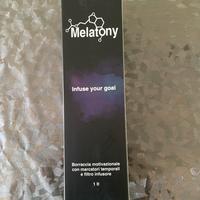 Melatony
Infuse your goal
Borraccia motivazionale
con marcatori temporali
e filtro infusore
1 lt